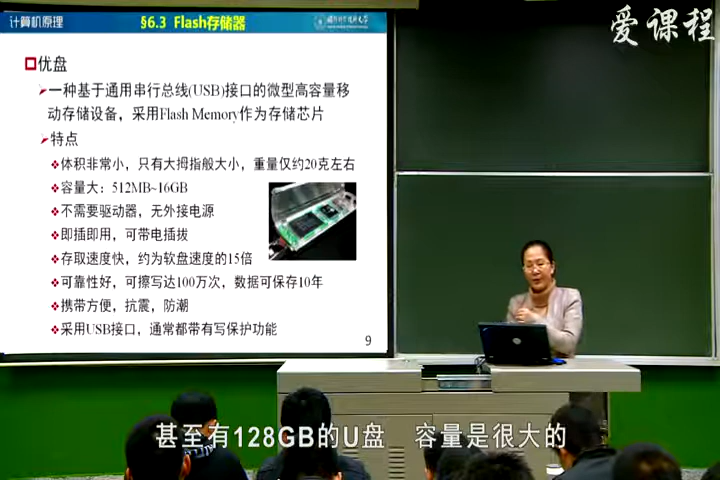 计算机原理
§6.3 Flash存储器
国防科学技术大学
爱课程
优盘
一种基于通用串行总线(USB)接口的微型高容量移
动存储设备，采用Flash Memory作为存储芯片
特点
体积非常小，只有大拇指般大小，重量仅约20克左右
容量大：512MB~16GB
不需要驱动器，无外接电源
即插即用，可带电插拔
存取速度快，约为软盘速度的15倍
可靠性好，可擦写达100万次，数据可保存10年
携带方便，抗震，防潮
采用USB接口，通常都带有写保护功能
9
甚至有128GB的U盘 容量是很大的